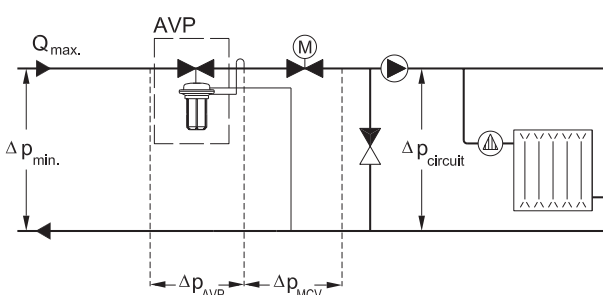 AVP
Q max.
M
Δ p min.
Δ p circuit
Δ p AVP
Δ p MCV